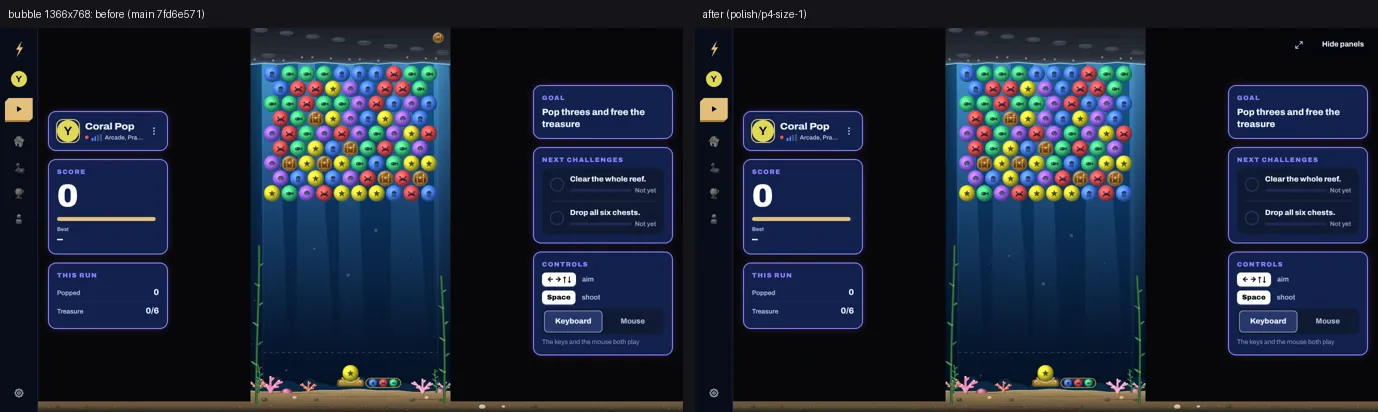 bubble 1366x768: before (main 7fd6e571)
Y
Y
Coral Pop
Arcade, Pra...
SCORE
0
Best
–
THIS RUN
Popped 0
Treasure 0/6
GOAL
Pop threes and free the
treasure
NEXT CHALLENGES
Clear the whole reef.
Not yet
Drop all six chests.
Not yet
CONTROLS
←→↑↓ aim
Space shoot
Keyboard Mouse
The keys and the mouse both play
after (polish/p4-size-1)
Hide panels
Y
Y
Coral Pop
Arcade, Pra...
SCORE
0
Best
–
THIS RUN
Popped 0
Treasure 0/6
GOAL
Pop threes and free the
treasure
NEXT CHALLENGES
Clear the whole reef.
Not yet
Drop all six chests.
Not yet
CONTROLS
←→↑↓ aim
Space shoot
Keyboard Mouse
The keys and the mouse both play